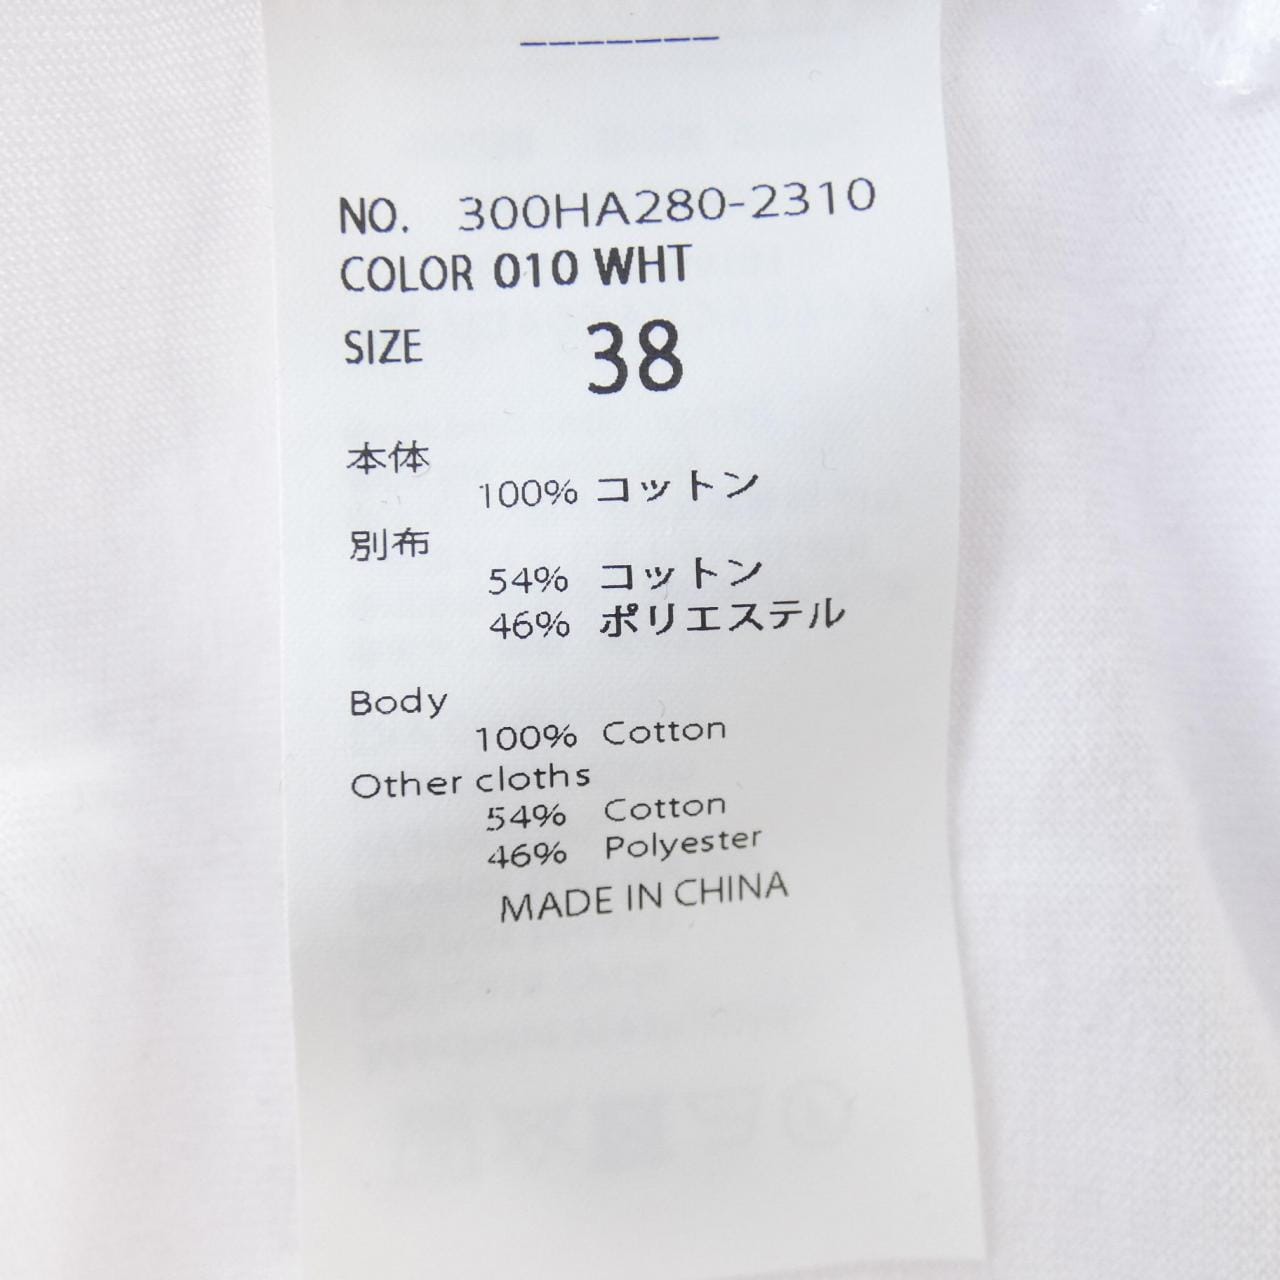 NO. 300HA280-2310
COLOR 010 WHT
SIZE 38
本体
100% コットン
別布
54% コットン
46% ポリエステル
Body
100% Cotton
Other cloths
54% Cotton
46% Polyester
MADE IN CHINA